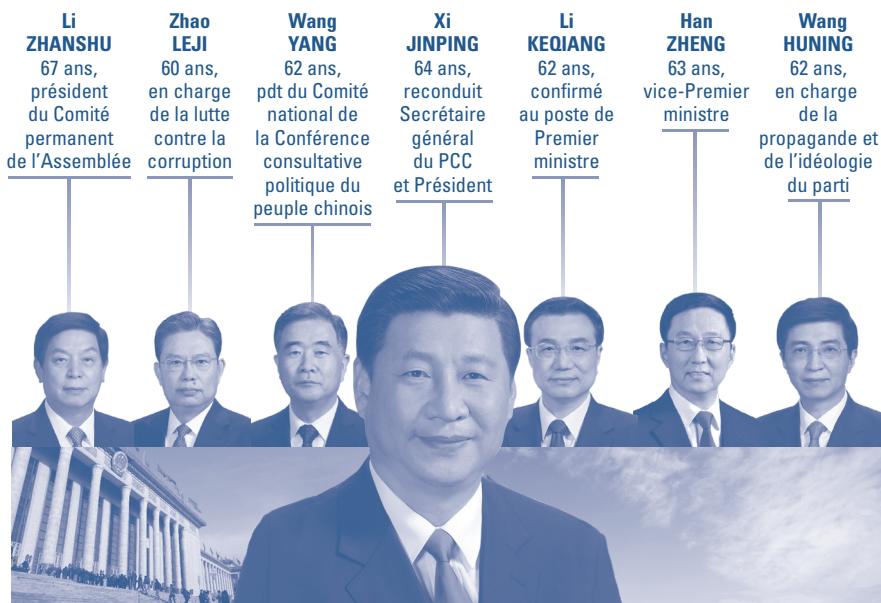 Li
ZHANSHU
67 ans,
président
du Comité
permanent
de l’Assemblée
Zhao
LEJI
60 ans,
en charge
de la lutte
contre la
corruption
Wang
YANG
62 ans,
pdt du Comité
national de
la Conférence
consultative
politique du
peuple chinois
Xi
JINPING
64 ans,
reconduit
Secrétaire
général
du PCC
et Président
Li
KEQIANG
62 ans,
confirmé
au poste de
Premier
ministre
Han
ZHENG
63 ans,
vice-Premier
ministre
Wang
HUNING
62 ans,
en charge
de la
propagande et
de l’idéologie
du parti